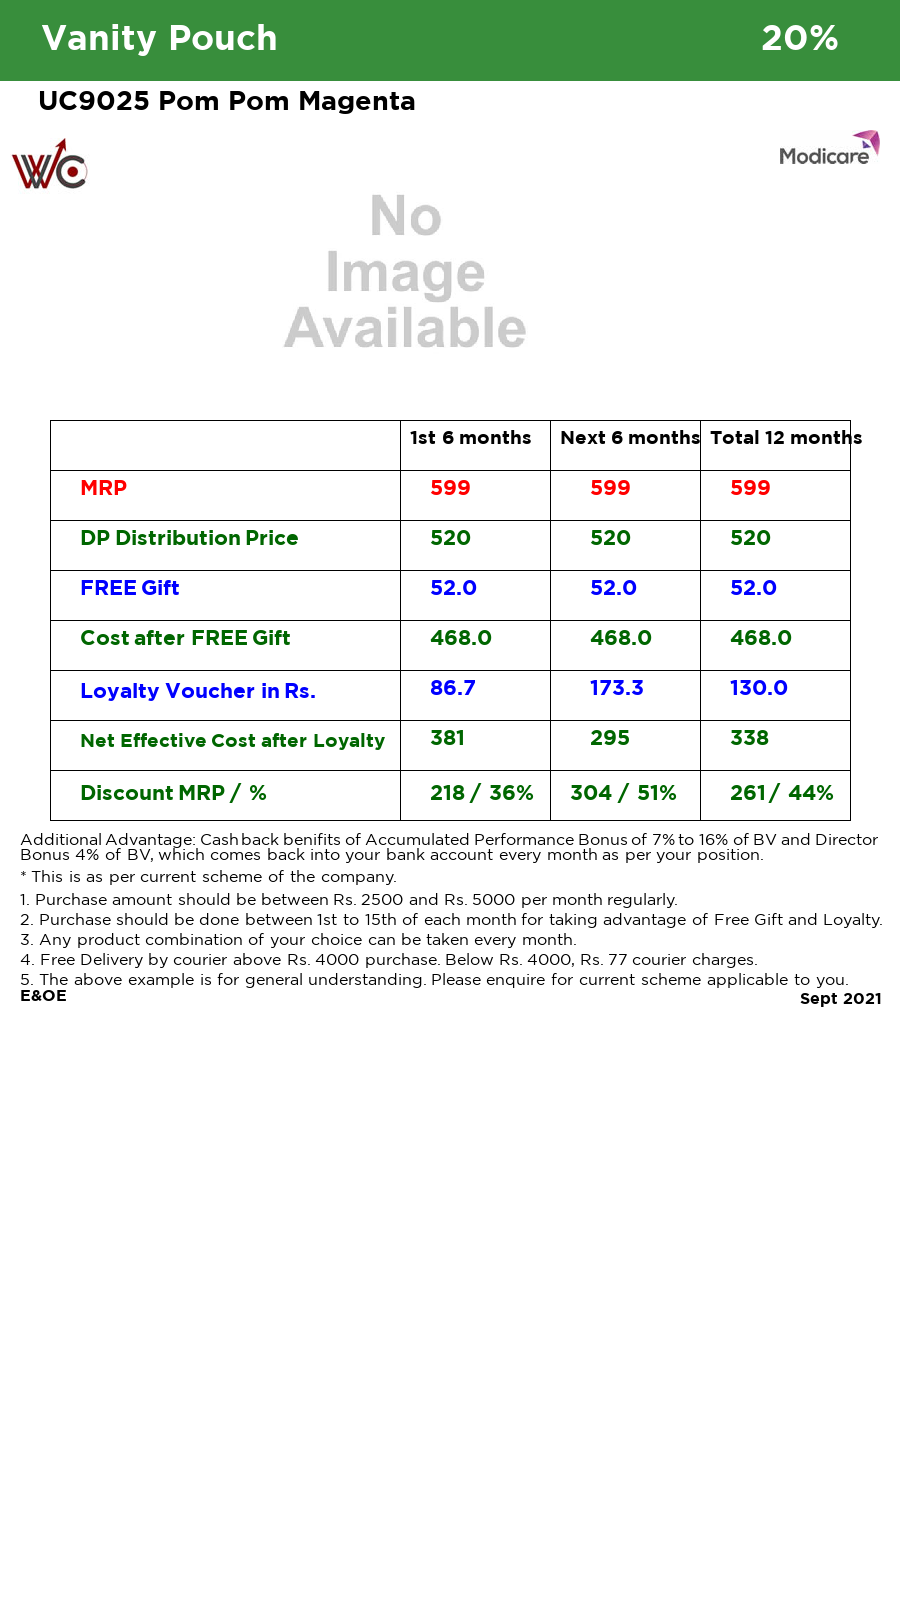 Vanity Pouch 20%
UC9025 Pom Pom Magenta
WC
Modicare
No
Image
Available
1st 6 months Next 6 months Total 12 months
MRP 599 599 599
DP Distribution Price 520 520 520
FREE Gift 52.0 52.0 52.0
Cost after FREE Gift 468.0 468.0 468.0
Loyalty Voucher in Rs. 86.7 173.3 130.0
Net Effective Cost after Loyalty 381 295 338
Discount MRP / % 218 / 36% 304 / 51% 261 / 44%
Additional Advantage: Cashback benifits of Accumulated Performance Bonus of 7% to 16% of BV and Director
Bonus 4% of BV, which comes back into your bank account every month as per your position.
* This is as per current scheme of the company.
1. Purchase amount should be between Rs. 2500 and Rs. 5000 per month regularly.
2. Purchase should be done between 1st to 15th of each month for taking advantage of Free Gift and Loyalty.
3. Any product combination of your choice can be taken every month.
4. Free Delivery by courier above Rs. 4000 purchase. Below Rs. 4000, Rs. 77 courier charges.
5. The above example is for general understanding. Please enquire for current scheme applicable to you.
E&OE Sept 2021